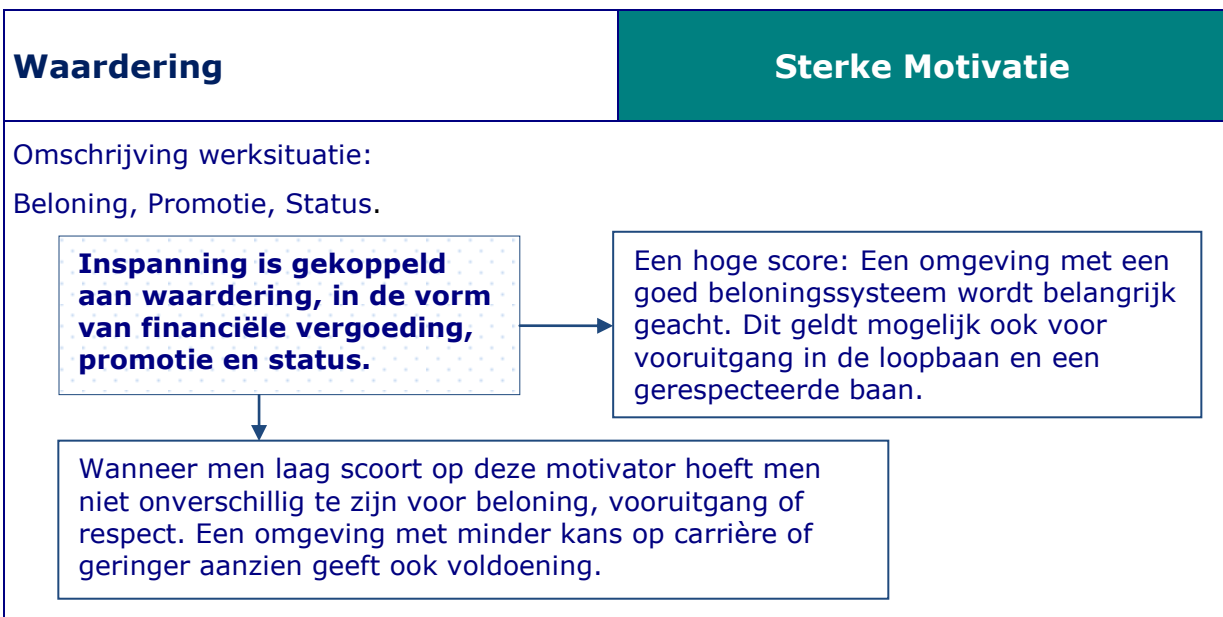 Waardering
Sterke Motivatie
Omschrijving werksituatie:
Beloning, Promotie, Status.
Inspanning is gekoppeld
aan waardering, in de vorm
van financiële vergoeding,
promotie en status.
Een hoge score: Een omgeving met een
goed beloningssysteem wordt belangrijk
geacht. Dit geldt mogelijk ook voor
vooruitgang in de loopbaan en een
gerespecteerde baan.
Wanneer men laag scoort op deze motivator hoeft men
niet onverschillig te zijn voor beloning, vooruitgang of
respect. Een omgeving met minder kans op carrière of
geringer aanzien geeft ook voldoening.